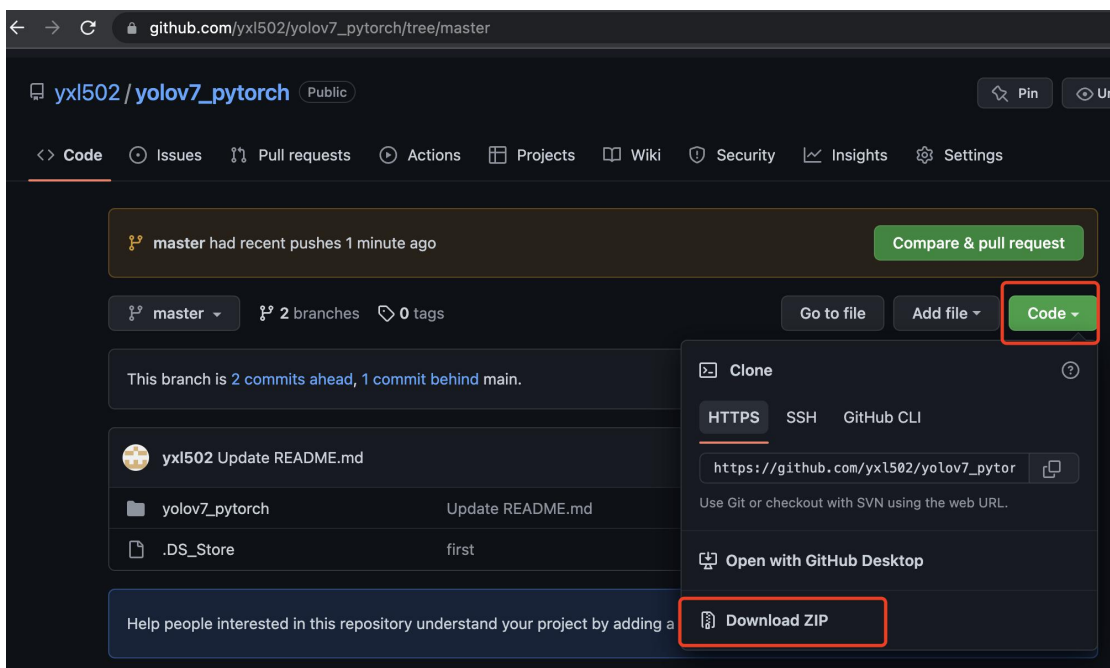 github.com/yxl502/yolov7_pytorch/tree/master
yxl502 / yolov7_pytorch Public
Pin
Code Issues Pull requests Actions Projects Wiki Security Insights Settings
master had recent pushes 1 minute ago Compare & pull request
master 2 branches 0 tags Go to file Add file Code
This branch is 2 commits ahead, 1 commit behind main.
yxl502 Update README.md
yolov7_pytorch Update README.md
.DS_Store first
Help people interested in this repository understand your project by adding a
Clone
HTTPS SSH GitHub CLI
https://github.com/yxl502/yolov7_pytor
Use Git or checkout with SVN using the web URL.
Open with GitHub Desktop
Download ZIP